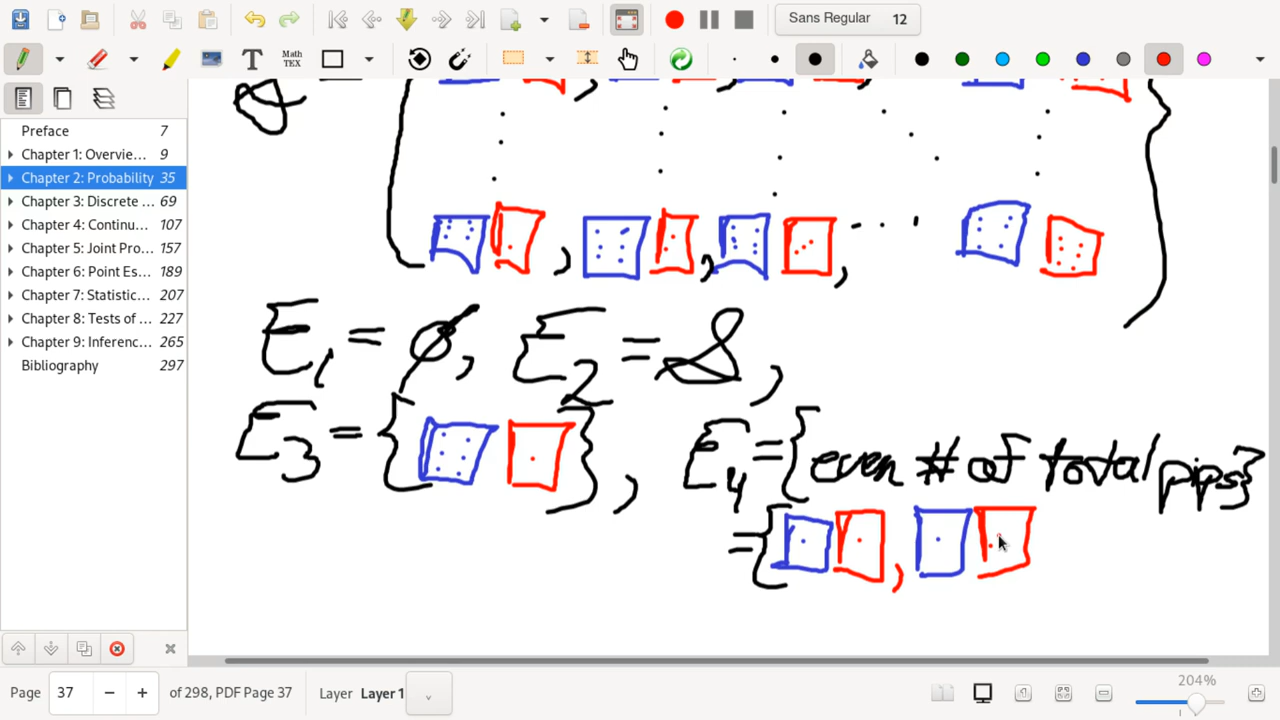 Sans Regular 12
T Math TEX
Preface 7
Chapter 1: Overvie... 9
Chapter 2: Probability 35
Chapter 3: Discrete ... 69
Chapter 4: Continu... 107
Chapter 5: Joint Pro... 157
Chapter 6: Point Es... 189
Chapter 7: Statistic... 207
Chapter 8: Tests of ... 227
Chapter 9: Inferenc... 265
Bibliography 297
E₁ = ∅, E₂ = S,
E₃ = { }, E₄ = {even # of total pips}
= { ,
Page 37 of 298, PDF Page 37 Layer Layer 1 204%